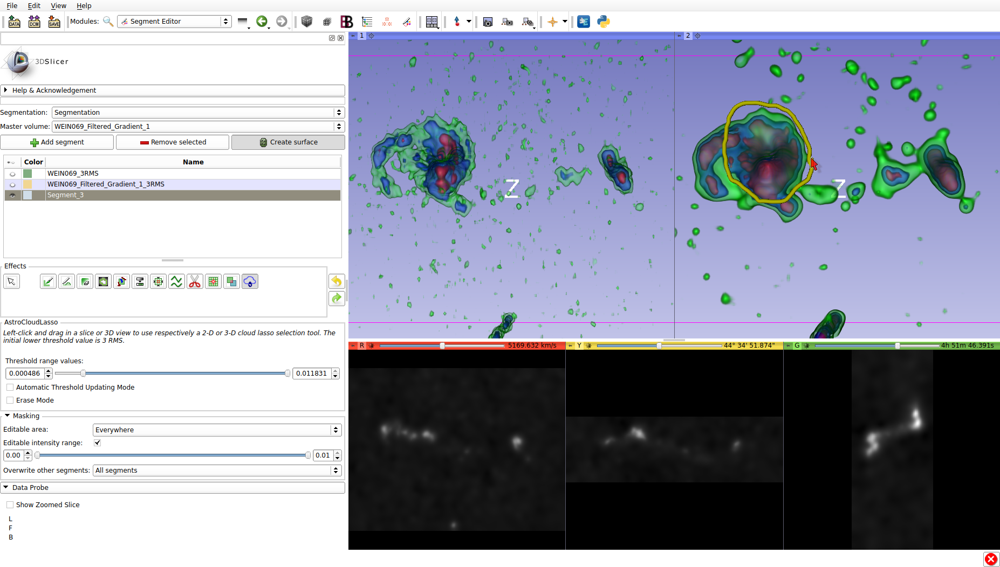 File Edit View Help
DATA DCM SAVE Modules: Segment Editor
1 2
3DSlicer
Help & Acknowledgement
Segmentation: Segmentation
Master volume: WEIN069_Filtered_Gradient_1
Add segment Remove selected Create surface
Color Name
WEIN069_3RMS
WEIN069_Filtered_Gradient_1_3RMS
Segment_3
Z Z
Effects
AstroCloudLasso
Left-click and drag in a slice or 3D view to use respectively a 2-D or 3-D cloud lasso selection tool. The
initial lower threshold value is 3 RMS.
R 5169.632 km/s Y 44° 34' 51.874" G 4h 51m 46.391s
Threshold range values:
0.000486 0.011831
Automatic Threshold Updating Mode
Erase Mode
Masking
Editable area: Everywhere
Editable intensity range:
0.00 0.01
Overwrite other segments: All segments
Data Probe
Show Zoomed Slice
L
F
B